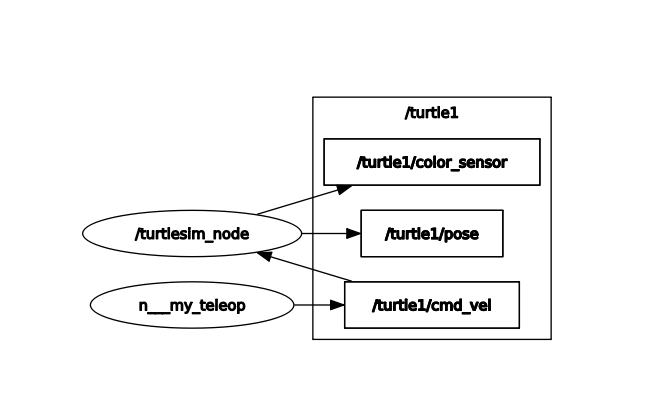 /turtle1
/turtle1/color_sensor
/turtlesim_node
/turtle1/pose
n___my_teleop
/turtle1/cmd_vel